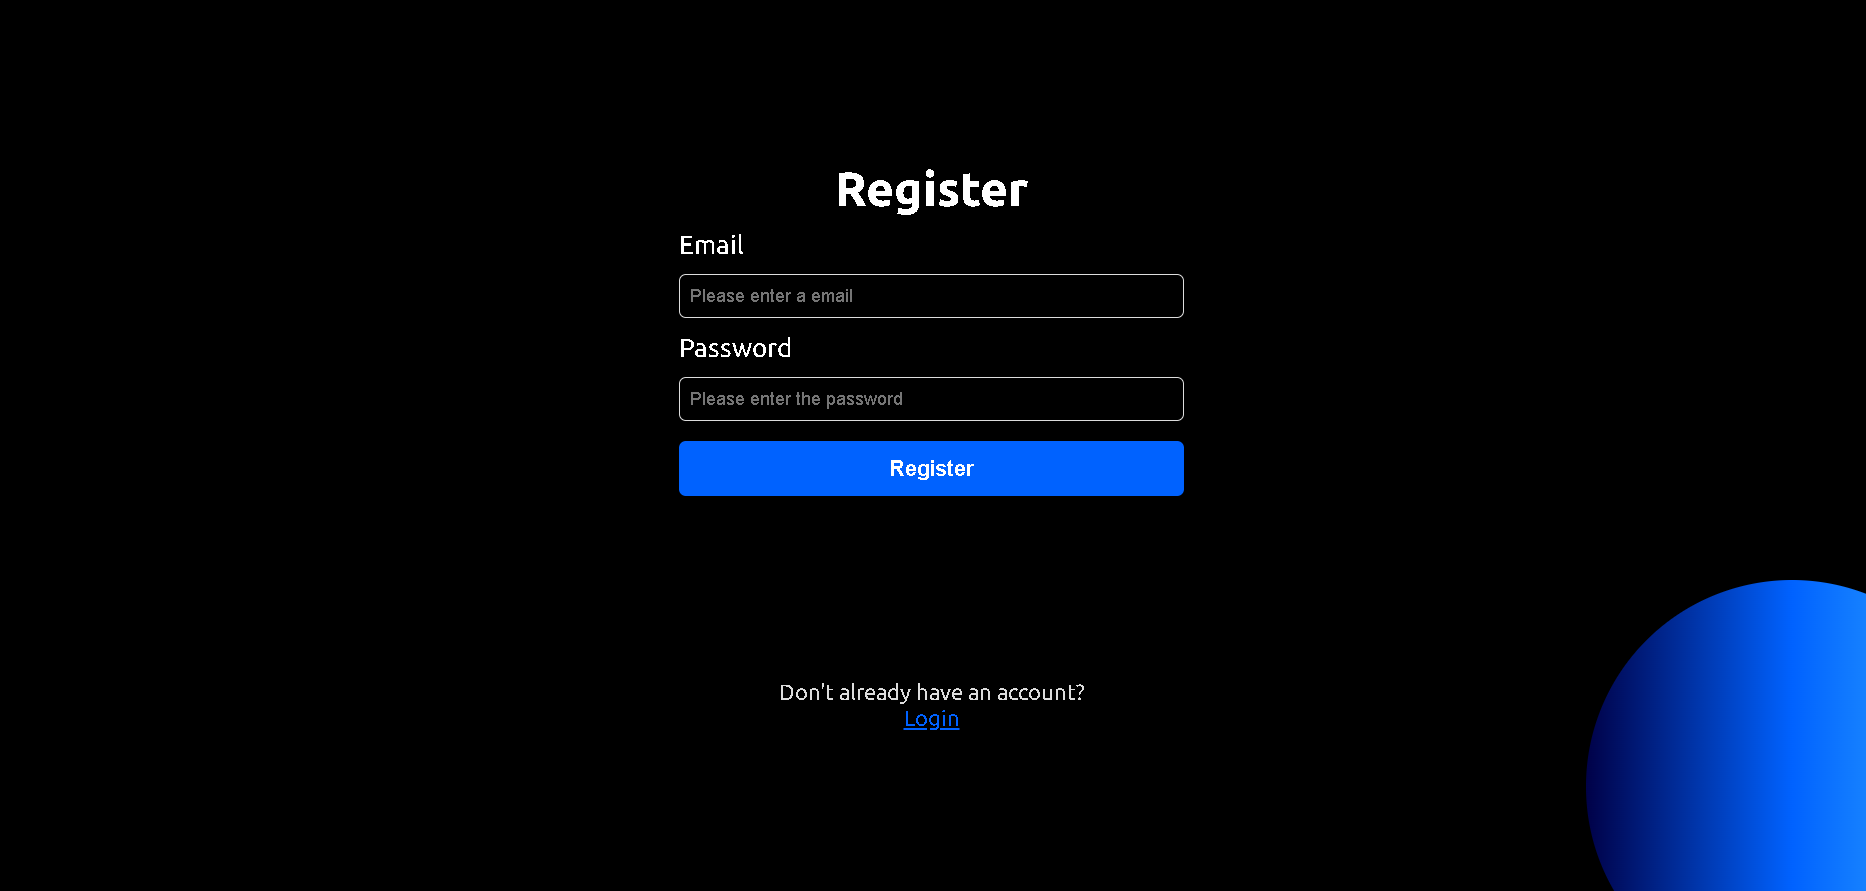 Register
Email
Please enter a email
Password
Please enter the password
Register
Don't already have an account?
Login